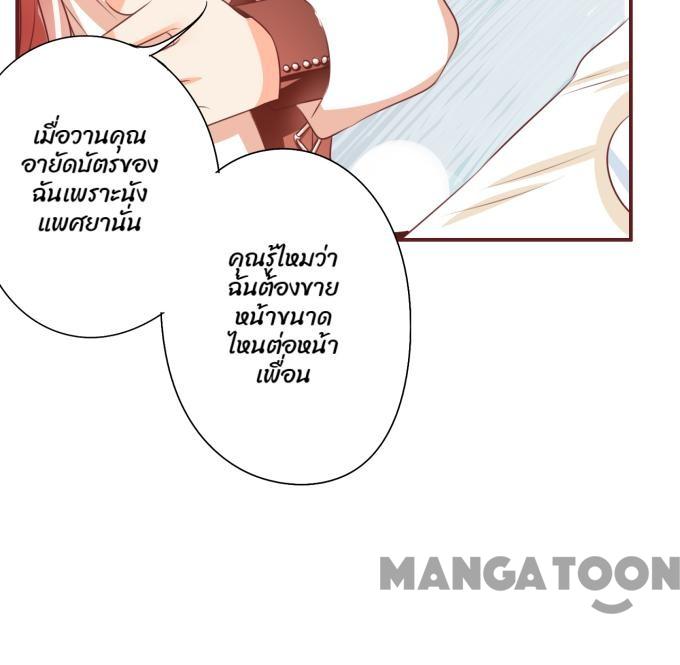 เมื่อวานคุณ
อายัดบัตรของ
ฉันเพราะนัง
แพศยานั่น
คุณรู้ไหมว่า
ฉันต้องขาย
หน้าขนาด
ไหนต่อหน้า
เพื่อน
MANGATOON